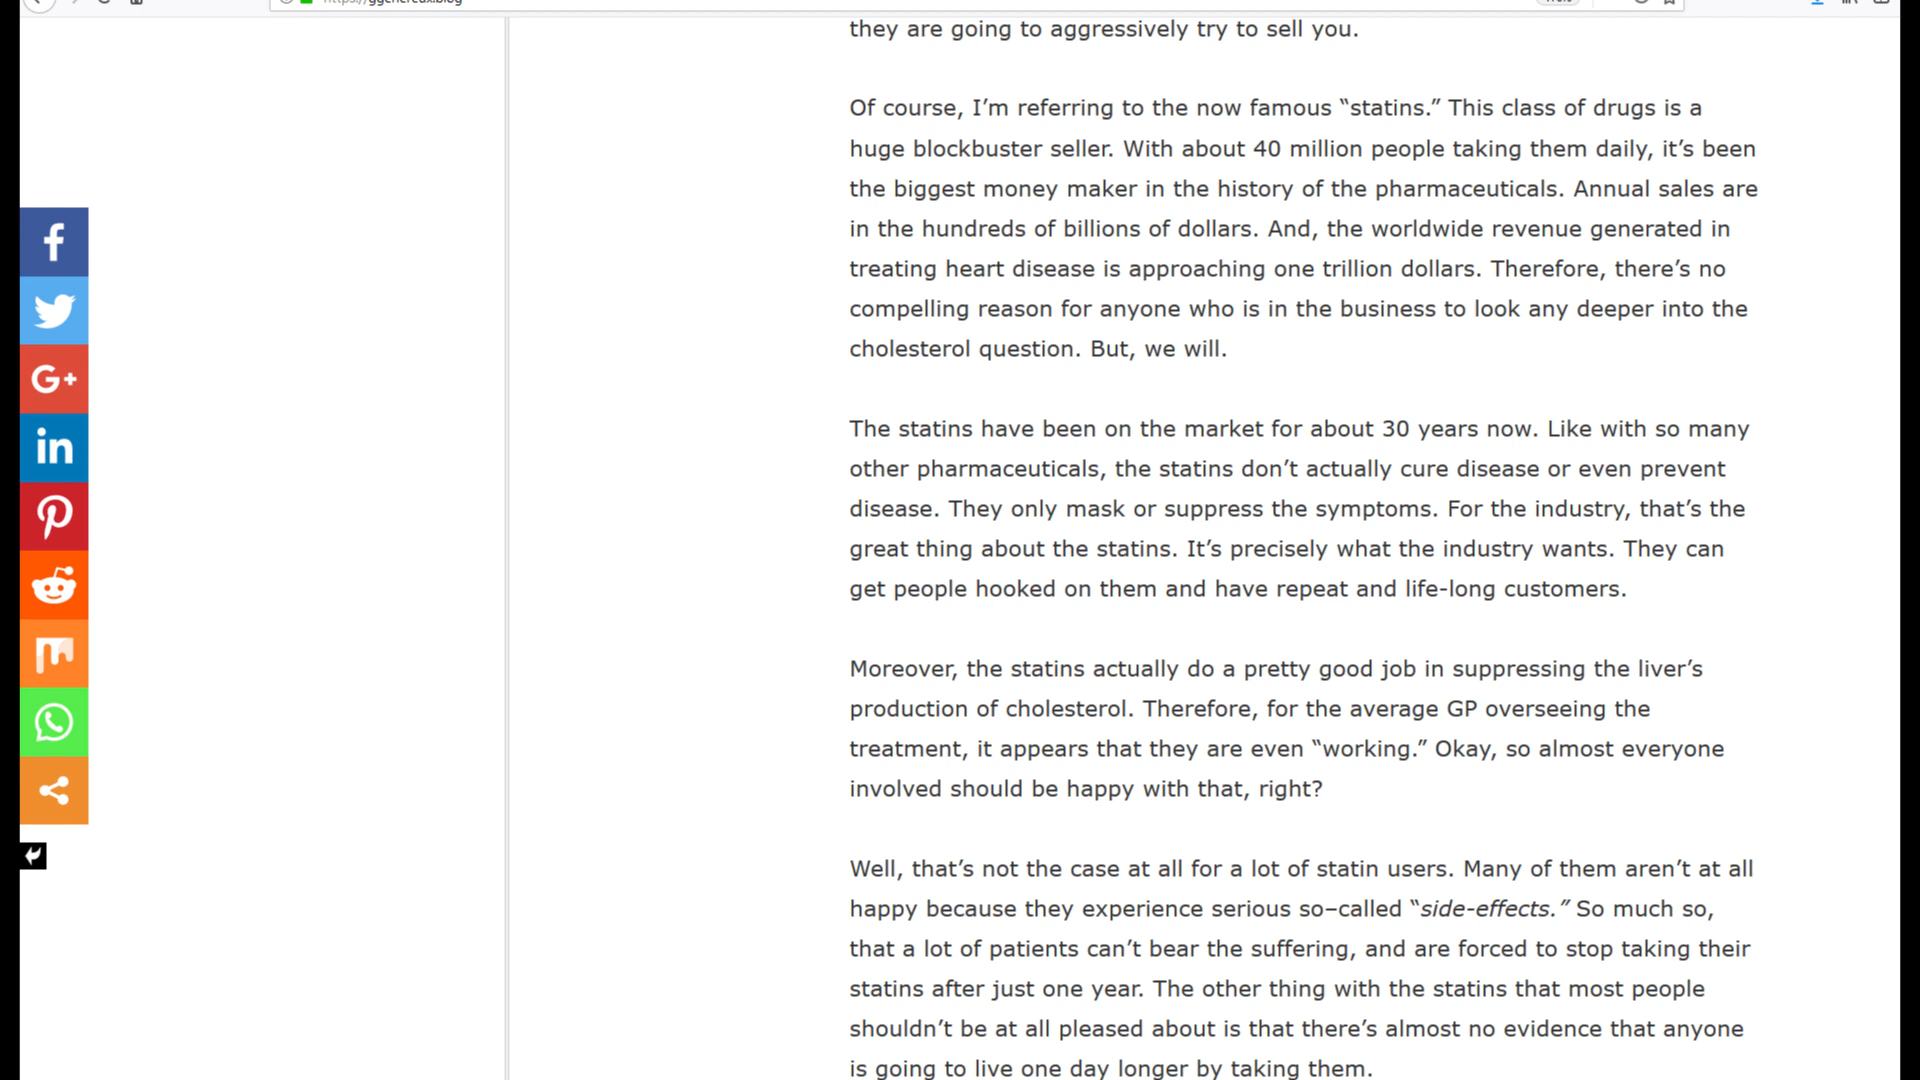 they are going to aggressively try to sell you.
Of course, I’m referring to the now famous “statins.” This class of drugs is a
huge blockbuster seller. With about 40 million people taking them daily, it’s been
the biggest money maker in the history of the pharmaceuticals. Annual sales are
in the hundreds of billions of dollars. And, the worldwide revenue generated in
treating heart disease is approaching one trillion dollars. Therefore, there’s no
compelling reason for anyone who is in the business to look any deeper into the
cholesterol question. But, we will.
The statins have been on the market for about 30 years now. Like with so many
other pharmaceuticals, the statins don’t actually cure disease or even prevent
disease. They only mask or suppress the symptoms. For the industry, that’s the
great thing about the statins. It’s precisely what the industry wants. They can
get people hooked on them and have repeat and life-long customers.
Moreover, the statins actually do a pretty good job in suppressing the liver’s
production of cholesterol. Therefore, for the average GP overseeing the
treatment, it appears that they are even “working.” Okay, so almost everyone
involved should be happy with that, right?
Well, that’s not the case at all for a lot of statin users. Many of them aren’t at all
happy because they experience serious so–called “side-effects.” So much so,
that a lot of patients can’t bear the suffering, and are forced to stop taking their
statins after just one year. The other thing with the statins that most people
shouldn’t be at all pleased about is that there’s almost no evidence that anyone
is going to live one day longer by taking them.